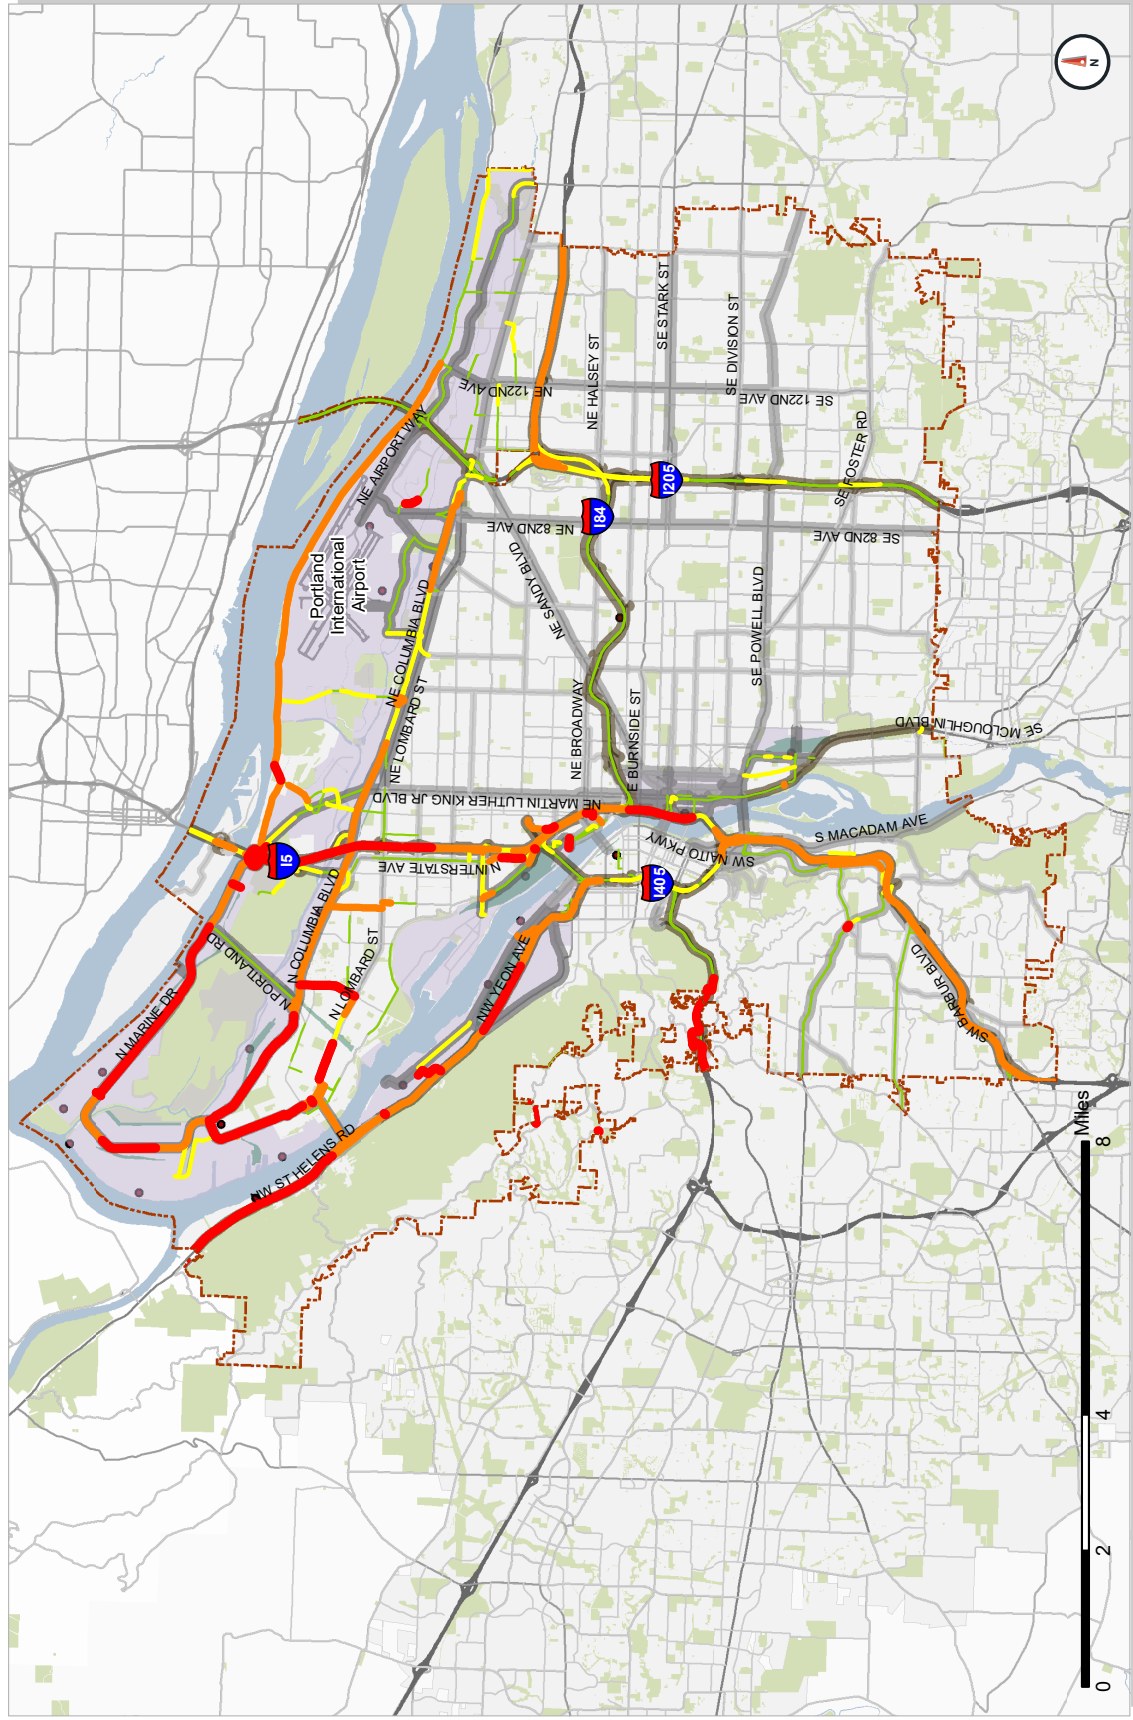 N
Portland
International
Airport
NE AIRPORT WAY
NE 122ND AVE
NE HALSEY ST
SE STARK ST
SE DIVISION ST
SE 122ND AVE
SE FOSTER RD
I205
I84
NE 82ND AVE
SE 82ND AVE
NE SANDY BLVD
NE COLUMBIA BLVD
NE LOMBARD ST
SE POWELL BLVD
NE BROADWAY
E BURNSIDE ST
SE MCLOUGHLIN BLVD
NE MARTIN LUTHER KING JR BLVD
I5
N INTERSTATE AVE
SW NAITO PKWY
S MACADAM AVE
I405
N COLUMBIA BLVD
N PORTLAND RD
N LOMBARD ST
NW YEON AVE
SW BARBUR BLVD
N MARINE DR
NW ST HELENS RD
Miles
0
2
4
8